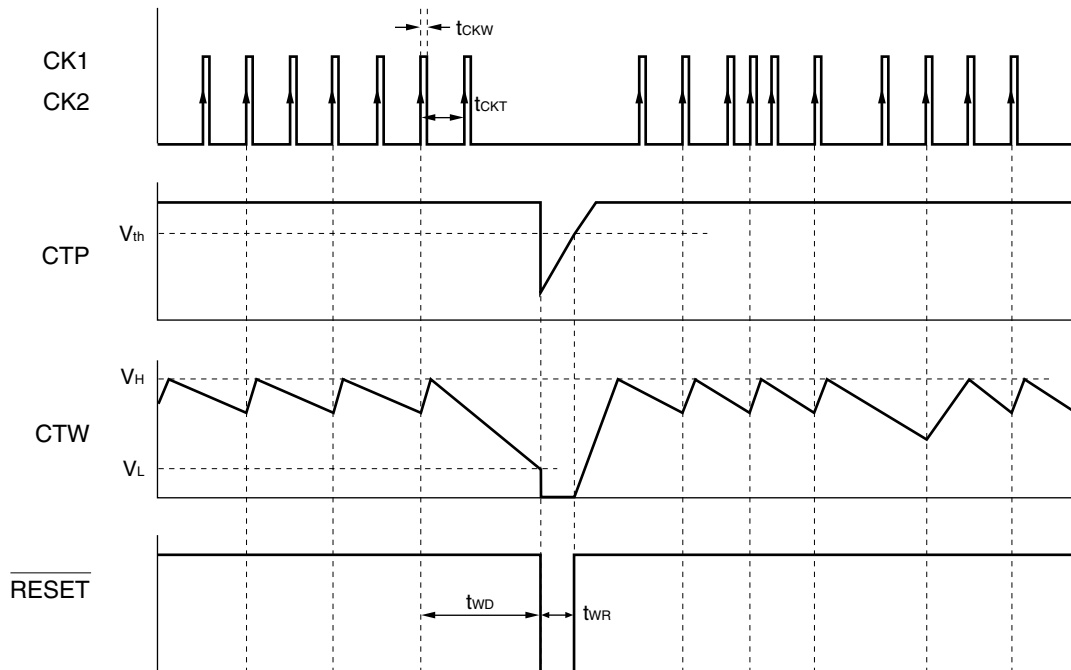 tCKW
CK1
CK2
tCKT
Vth
CTP
VH
CTW
VL
RESET
tWD
tWR